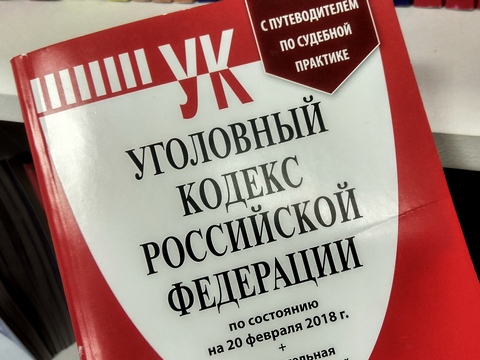 С ПУТЕВОДИТЕЛЕМ
ПО СУДЕБНОЙ
ПРАКТИКЕ
УК
УГОЛОВНЫЙ
КОДЕКС
РОССИЙСКОЙ
ФЕДЕРАЦИИ
по состоянию
на 20 февраля 2018 г.
+